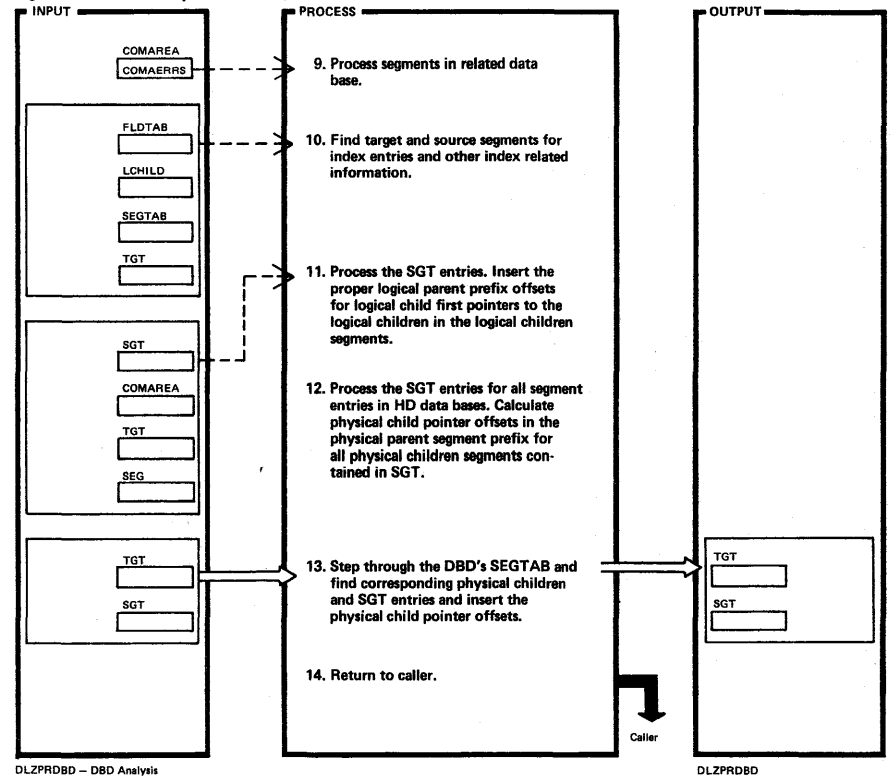 INPUT
COMAREA
COMAERRS
FLDTAB
LCHILD
SEGTAB
TGT
SGT
COMAREA
TGT
SEG
TGT
SGT
PROCESS
9. Process segments in related data
base.
10. Find target and source segments for
index entries and other index related
information.
11. Process the SGT entries. Insert the
proper logical parent prefix offsets
for logical child first pointers to the
logical children in the logical children
segments.
12. Process the SGT entries for all segment
entries in HD data bases. Calculate
physical child pointer offsets in the
physical parent segment prefix for
all physical children segments con-
tained in SGT.
13. Step through the DBD's SEGTAB and
find corresponding physical children
and SGT entries and insert the
physical child pointer offsets.
14. Return to caller.
Caller
OUTPUT
TGT
SGT
DLZPRDBD – DBD Analysis
DLZPRDBD